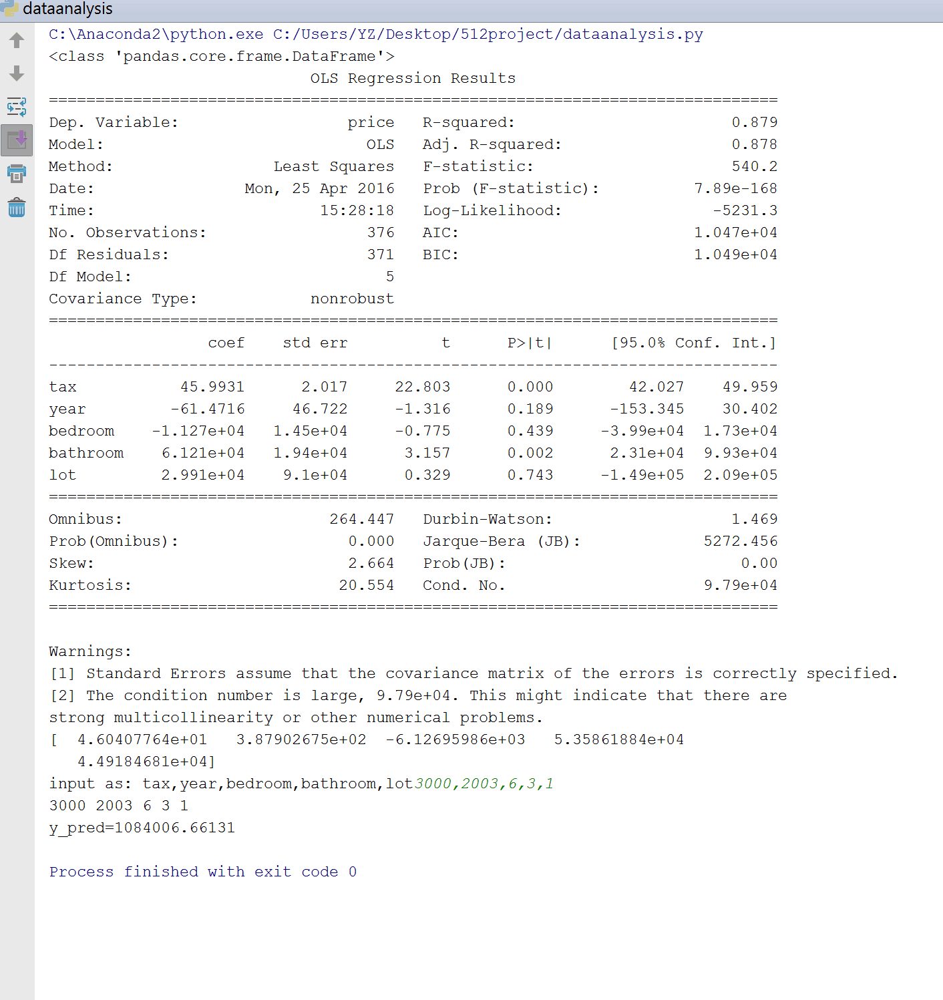 dataanalysis
C:\Anaconda2\python.exe C:/Users/YZ/Desktop/512project/dataanalysis.py
<class 'pandas.core.frame.DataFrame'>
                            OLS Regression Results
==============================================================================
Dep. Variable:                  price   R-squared:                       0.879
Model:                            OLS   Adj. R-squared:                  0.878
Method:                 Least Squares   F-statistic:                     540.2
Date:                Mon, 25 Apr 2016   Prob (F-statistic):          7.89e-168
Time:                        15:28:18   Log-Likelihood:                -5231.3
No. Observations:                 376   AIC:                         1.047e+04
Df Residuals:                     371   BIC:                         1.049e+04
Df Model:                           5
Covariance Type:            nonrobust
==============================================================================
                 coef    std err          t      P>|t|      [95.0% Conf. Int.]
------------------------------------------------------------------------------
tax           45.9931      2.017     22.803      0.000        42.027    49.959
year         -61.4716     46.722     -1.316      0.189      -153.345    30.402
bedroom    -1.127e+04   1.45e+04     -0.775      0.439     -3.99e+04  1.73e+04
bathroom    6.121e+04   1.94e+04      3.157      0.002      2.31e+04  9.93e+04
lot         2.991e+04    9.1e+04      0.329      0.743     -1.49e+05  2.09e+05
==============================================================================
Omnibus:                      264.447   Durbin-Watson:                   1.469
Prob(Omnibus):                  0.000   Jarque-Bera (JB):             5272.456
Skew:                           2.664   Prob(JB):                         0.00
Kurtosis:                      20.554   Cond. No.                     9.79e+04
==============================================================================
Warnings:
[1] Standard Errors assume that the covariance matrix of the errors is correctly specified.
[2] The condition number is large, 9.79e+04. This might indicate that there are
strong multicollinearity or other numerical problems.
[  4.60407764e+01   3.87902675e+02  -6.12695986e+03   5.35861884e+04
   4.49184681e+04]
input as: tax,year,bedroom,bathroom,lot3000,2003,6,3,1
3000 2003 6 3 1
y_pred=1084006.66131
Process finished with exit code 0